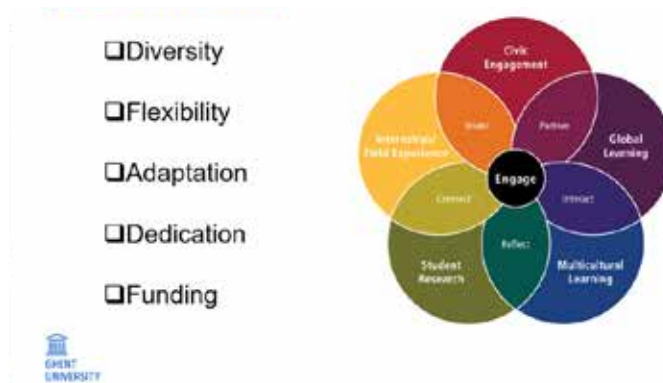 ❑Diversity
❑Flexibility
❑Adaptation
❑Dedication
❑Funding
Civic
Engagement
Internships/
Field Experience
Partner
Global
Learning
Engage
Connect
Interact
Reflect
Student
Research
Multicultural
Learning
GHENT
UNIVERSITY